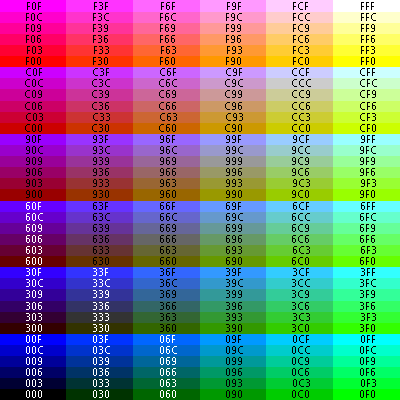 F0F F3F F6F F9F FCF FFF
F0C F3C F6C F9C FCC FFC
F09 F39 F69 F99 FC9 FF9
F06 F36 F66 F96 FC6 FF6
F03 F33 F63 F93 FC3 FF3
F00 F30 F60 F90 FC0 FF0
C0F C3F C6F C9F CCF CFF
C0C C3C C6C C9C CCC CFC
C09 C39 C69 C99 CC9 CF9
C06 C36 C66 C96 CC6 CF6
C03 C33 C63 C93 CC3 CF3
C00 C30 C60 C90 CC0 CF0
90F 93F 96F 99F 9CF 9FF
90C 93C 96C 99C 9CC 9FC
909 939 969 999 9C9 9F9
906 936 966 996 9C6 9F6
903 933 963 993 9C3 9F3
900 930 960 990 9C0 9F0
60F 63F 66F 69F 6CF 6FF
60C 63C 66C 69C 6CC 6FC
609 639 669 699 6C9 6F9
606 636 666 696 6C6 6F6
603 633 663 693 6C3 6F3
600 630 660 690 6C0 6F0
30F 33F 36F 39F 3CF 3FF
30C 33C 36C 39C 3CC 3FC
309 339 369 399 3C9 3F9
306 336 366 396 3C6 3F6
303 333 363 393 3C3 3F3
300 330 360 390 3C0 3F0
00F 03F 06F 09F 0CF 0FF
00C 03C 06C 09C 0CC 0FC
009 039 069 099 0C9 0F9
006 036 066 096 0C6 0F6
003 033 063 093 0C3 0F3
000 030 060 090 0C0 0F0